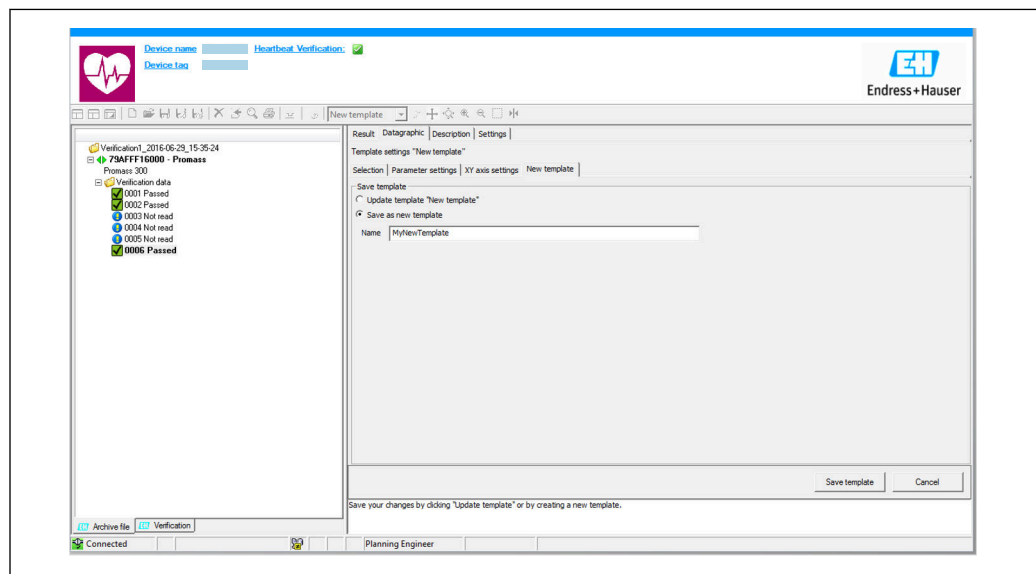 Device name Heartbeat Verification:
Device tag
EH
Endress+Hauser
New template
Verification1_2016-06-29_15-35-24
79AFFF16000 - Promass
Promass 300
Verification data
0001 Passed
0002 Passed
0003 Not read
0004 Not read
0005 Not read
0006 Passed
Result Datagraphic Description Settings
Template settings "New template"
Selection Parameter settings XY axis settings New template
Save template
Update template "New template"
Save as new template
Name MyNewTemplate
Save template Cancel
Save your changes by clicking "Update template" or by creating a new template.
EH Archive file EH Verification
Connected Planning Engineer